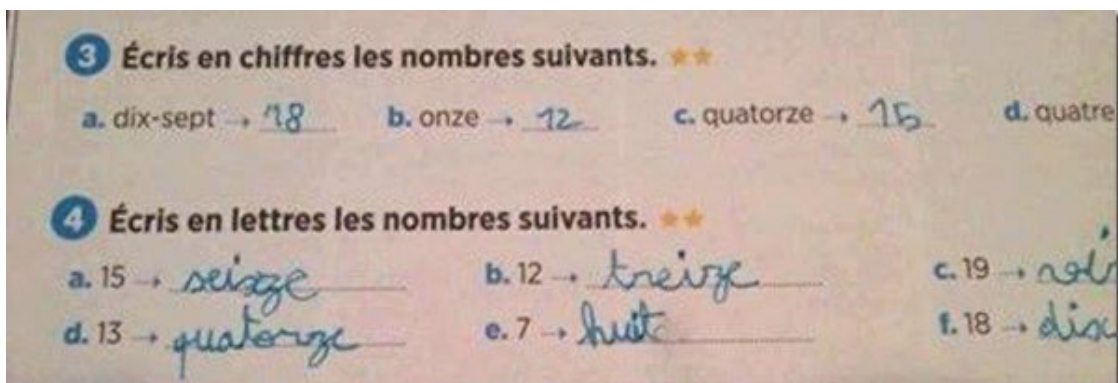 3 Écris en chiffres les nombres suivants.
a. dix-sept → 18 b. onze → 12 c. quatorze → 15 d. quatre
4 Écris en lettres les nombres suivants.
a. 15 → seizge b. 12 → treize c. 19 →
d. 13 → quatorze e. 7 → huit f. 18 → dix